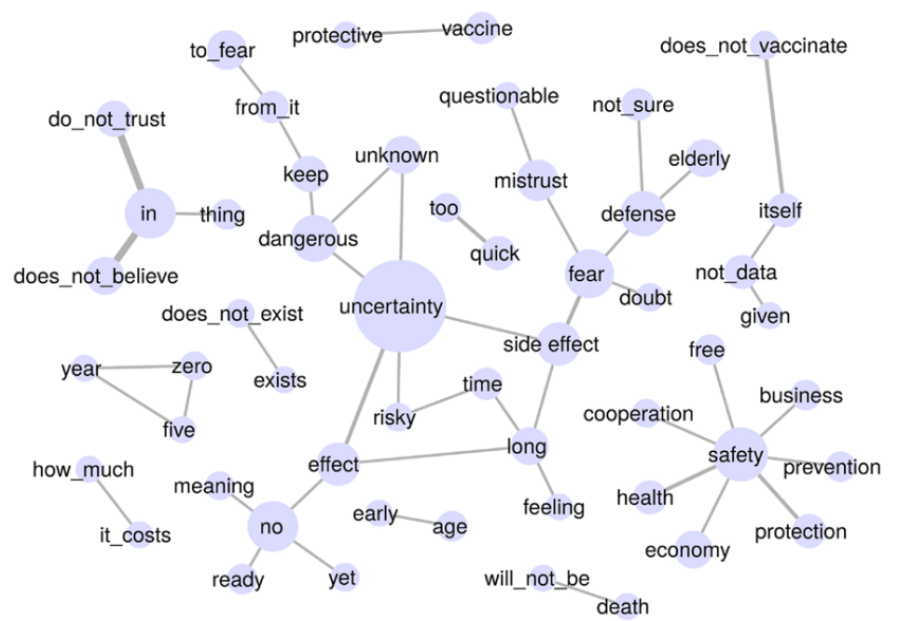 protective
vaccine
to_fear
does_not_vaccinate
from_it
questionable
not_sure
do_not_trust
unknown
elderly
keep
mistrust
in
thing
too
defense
itself
dangerous
quick
does_not_believe
fear
not_data
doubt
uncertainty
does_not_exist
given
side effect
free
year
zero
exists
time
business
risky
cooperation
five
long
safety
how_much
effect
prevention
meaning
health
feeling
early
age
no
it_costs
protection
economy
ready
yet
will_not_be
death